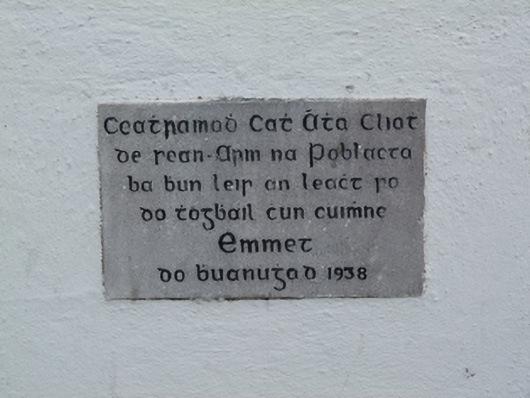 Ceaṫramaḋ Caṫ Áṫa Cliaṫ
de sean-Arm na Poblaċta
ba bun leis an leaċt so
do ṫógḃáil ċun cuiṁne
Emmet
do ḃuanuġaḋ 1938